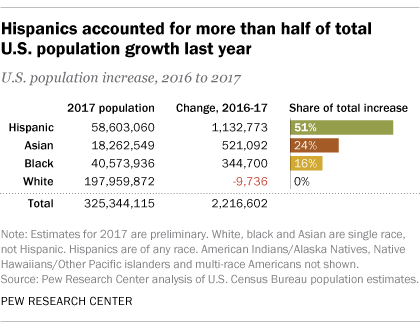 Hispanics accounted for more than half of total
U.S. population growth last year
U.S. population increase, 2016 to 2017
2017 population Change, 2016-17 Share of total increase
Hispanic 58,603,060 1,132,773 51%
Asian 18,262,549 521,092 24%
Black 40,573,936 344,700 16%
White 197,959,872 -9,736 0%
Total 325,344,115 2,216,602
Note: Estimates for 2017 are preliminary. White, black and Asian are single race,
not Hispanic. Hispanics are of any race. American Indians/Alaska Natives, Native
Hawaiians/Other Pacific islanders and multi-race Americans not shown.
Source: Pew Research Center analysis of U.S. Census Bureau population estimates.
PEW RESEARCH CENTER